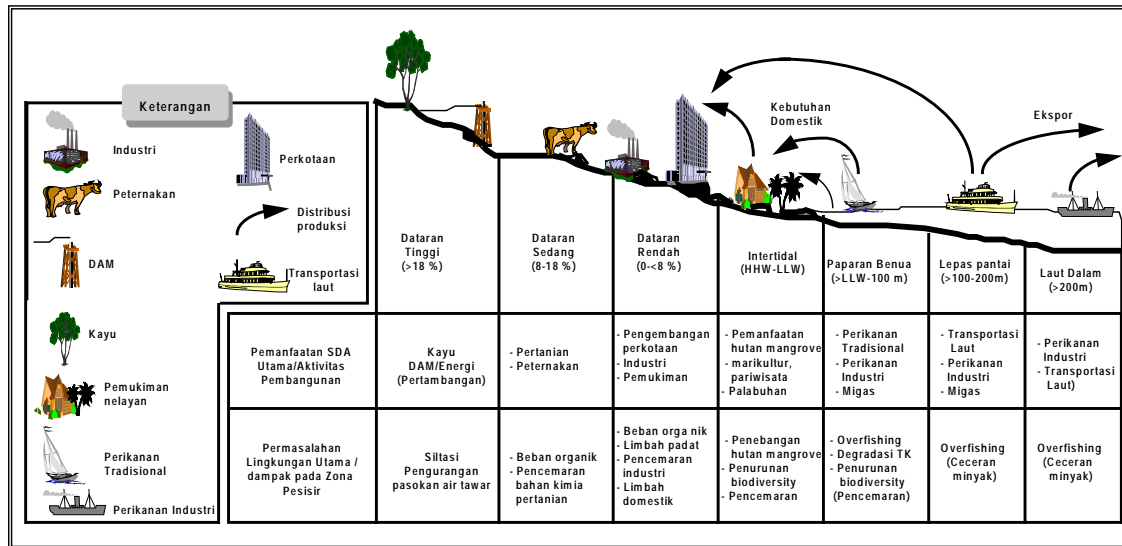 Keterangan
Industri
Perkotaan
Peternakan
Distribusi
produksi
DAM
Transportasi
laut
Kayu
Pemukiman
nelayan
Perikanan
Tradisional
Perikanan Industri
Kebutuhan
Domestik
Ekspor
Dataran
Tinggi
(>18 %)
Dataran
Sedang
(8-18 %)
Dataran
Rendah
(0-<8 %)
Intertidal
(HHW-LLW)
Paparan Benua
(>LLW-100 m)
Lepas pantai
(>100-200m)
Laut Dalam
(>200m)
Pemanfaatan SDA
Utama/Aktivitas
Pembangunan
Kayu
DAM/Energi
(Pertambangan)
- Pertanian
- Peternakan
- Pengembangan
perkotaan
- Industri
- Pemukiman
- Pemanfaatan
hutan mangrove
- marikultur,
pariwisata
- Palabuhan
- Perikanan
Tradisional
- Perikanan
Industri
- Migas
- Transportasi
Laut
- Perikanan
Industri
- Migas
- Perikanan
Industri
- Transportasi
Laut)
Permasalahan
Lingkungan Utama /
dampak pada Zona
Pesisir
Siltasi
Pengurangan
pasokan air tawar
- Beban organik
- Pencemaran
bahan kimia
pertanian
- Beban orga nik
- Limbah padat
- Pencemaran
industri
- Limbah
domestik
- Penebangan
hutan mangrove
- Penurunan
biodiversity
- Pencemaran
- Overfishing
- Degradasi TK
- Penurunan
biodiversity
(Pencemaran)
Overfishing
(Ceceran
minyak)
Overfishing
(Ceceran
minyak)